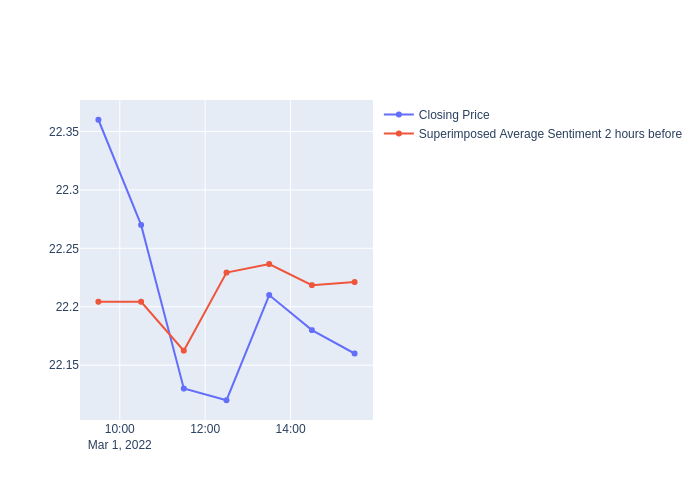 Closing Price
Superimposed Average Sentiment 2 hours before
22.35
22.3
22.25
22.2
22.15
10:00
12:00
14:00
Mar 1, 2022